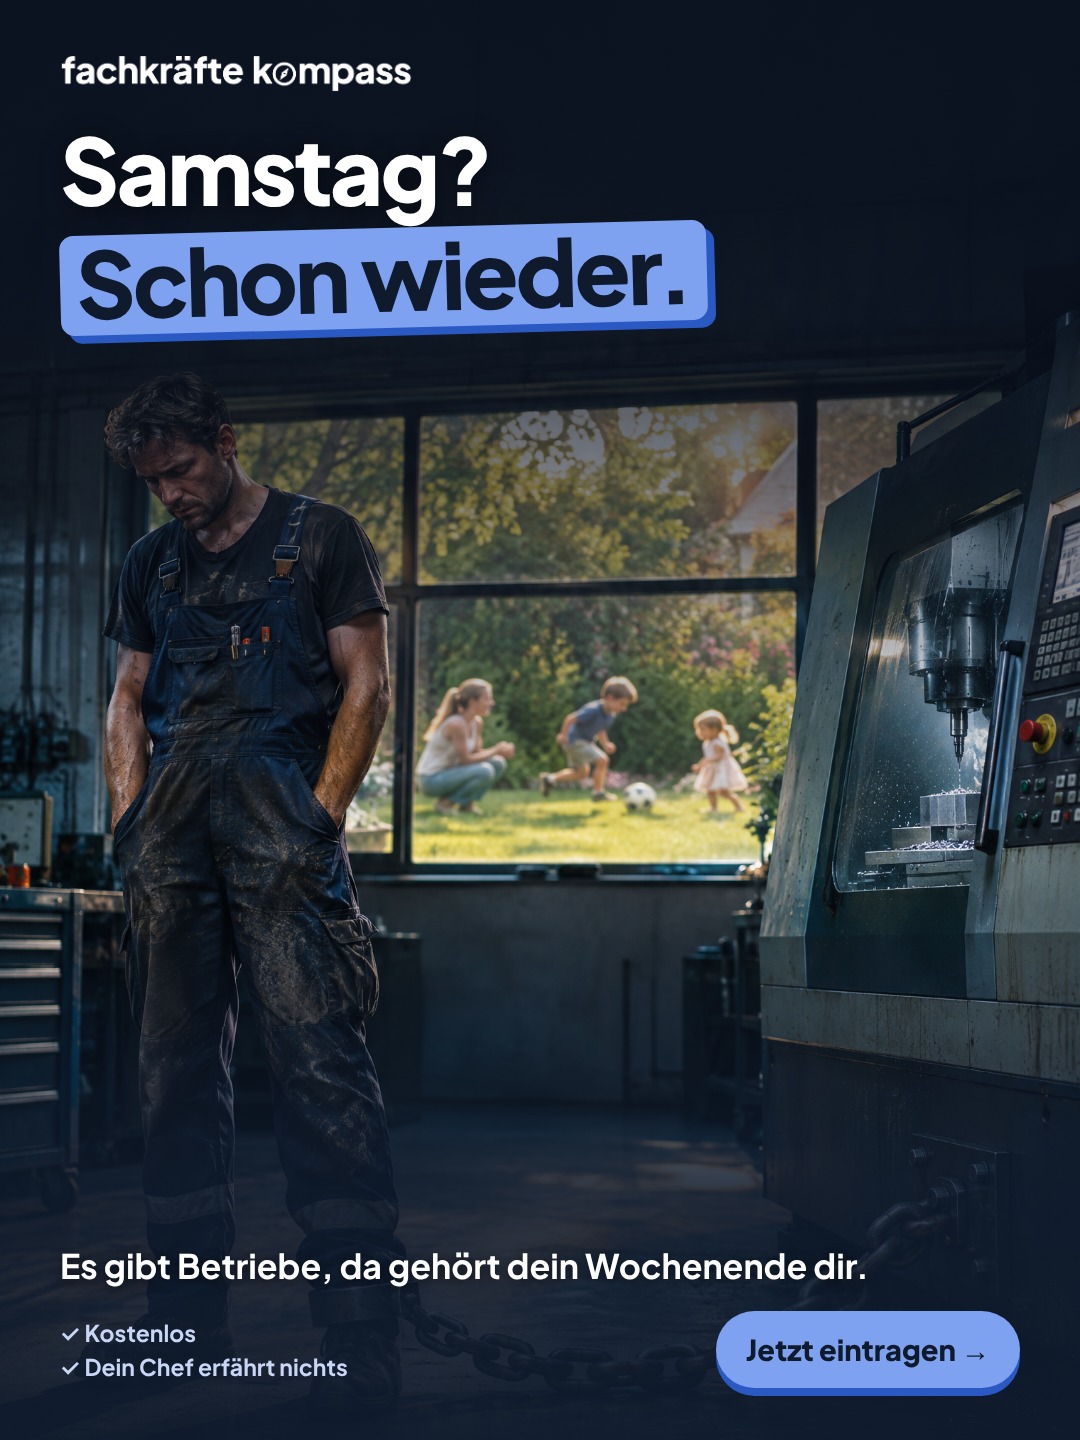 fachkräfte kompass
Samstag?
Schon wieder.
Es gibt Betriebe, da gehört dein Wochenende dir.
✓ Kostenlos
✓ Dein Chef erfährt nichts
Jetzt eintragen →